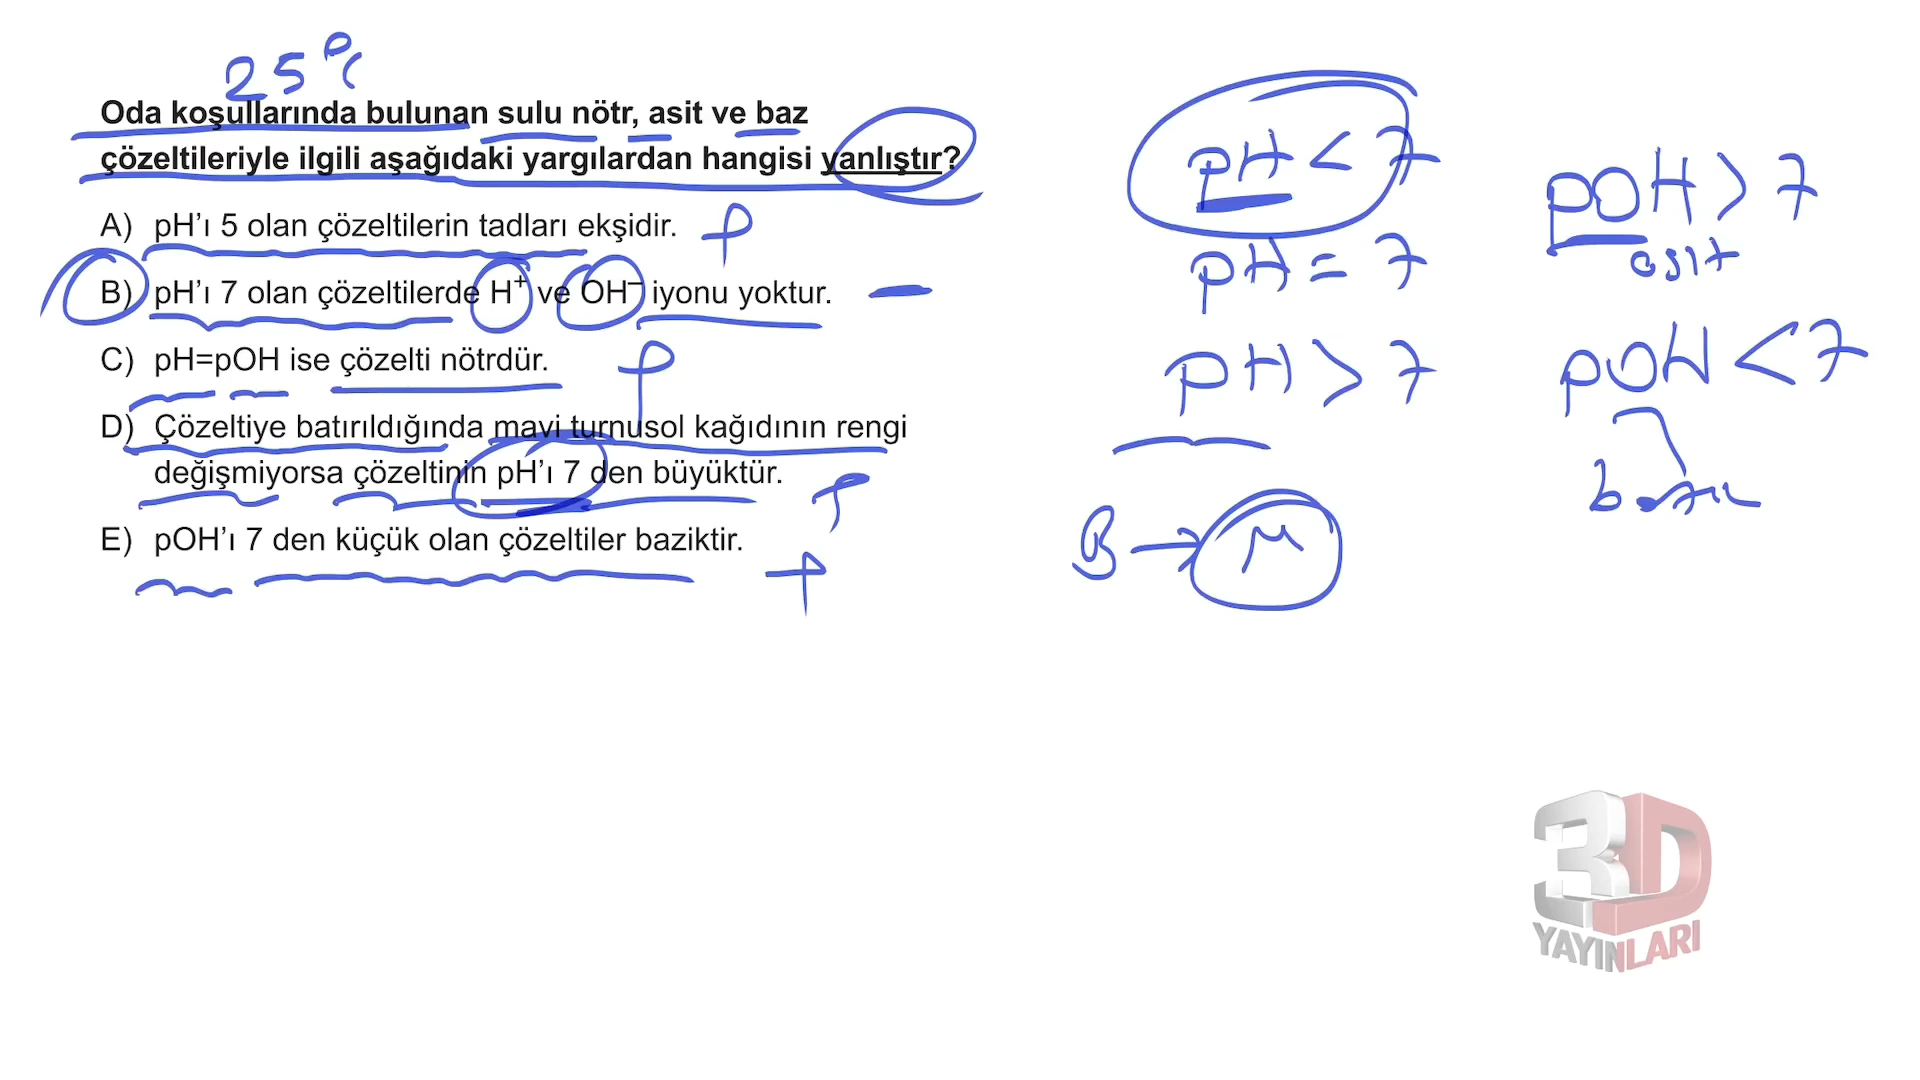 25 °C
Oda koşullarında bulunan sulu nötr, asit ve baz
çözeltileriyle ilgili aşağıdaki yargılardan hangisi yanlıştır?
A) pH’ı 5 olan çözeltilerin tadları ekşidir.
B) pH’ı 7 olan çözeltilerde H⁺ ve OH⁻ iyonu yoktur. –
C) pH=pOH ise çözelti nötrdür.
D) Çözeltiye batırıldığında mavi turnusol kağıdının rengi
değişmiyorsa çözeltinin pH’ı 7 den büyüktür.
E) pOH’ı 7 den küçük olan çözeltiler baziktir. +
pH < 7
pH = 7
pH > 7
B → M
pOH > 7
asit
pOH < 7
bazik
3D
YAYINLARI